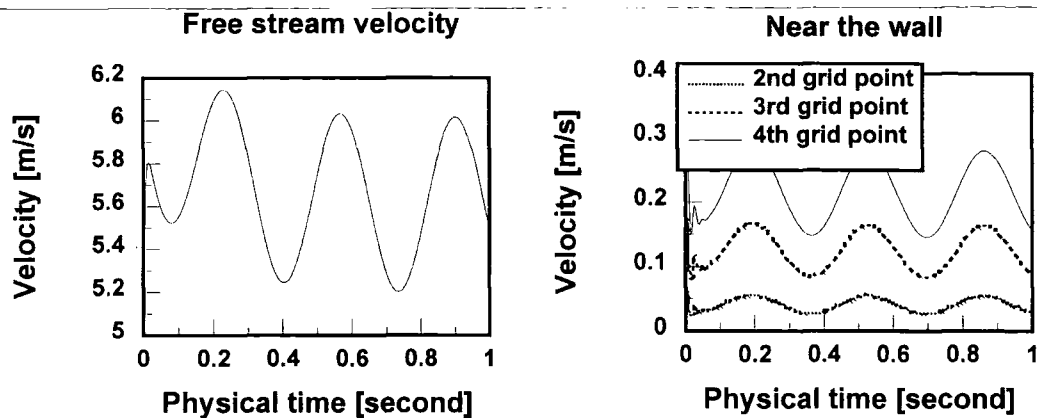 Free stream velocity
Velocity [m/s]
6.2
6
5.8
5.6
5.4
5.2
5
0
0.2
0.4
0.6
0.8
1
Physical time [second]
Near the wall
2nd grid point
3rd grid point
4th grid point
Velocity [m/s]
0.4
0.3
0.2
0.1
0
0
0.2
0.4
0.6
0.8
1
Physical time [second]